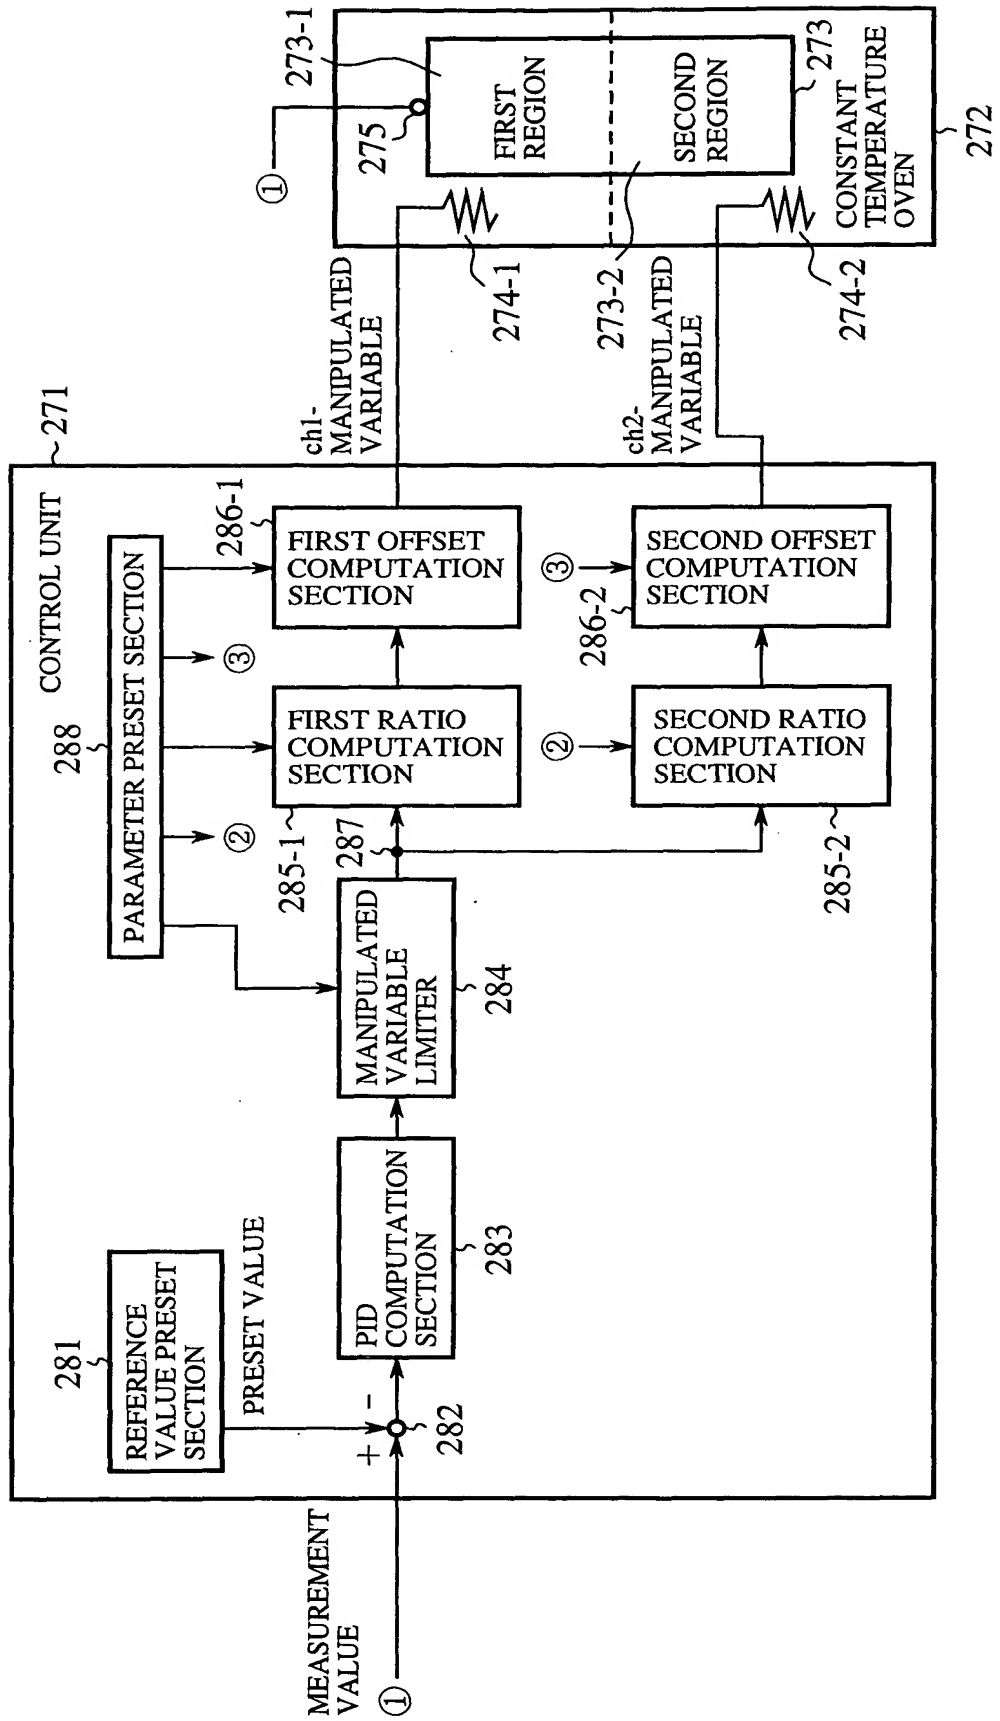 271
CONTROL UNIT
288
PARAMETER PRESET SECTION
②
③
281
REFERENCE
VALUE PRESET
SECTION
PRESET VALUE
MEASUREMENT
VALUE
①
+
-
282
PID
COMPUTATION
SECTION
283
MANIPULATED
VARIABLE
LIMITER
284
287
285-1
FIRST RATIO
COMPUTATION
SECTION
286-1
FIRST OFFSET
COMPUTATION
SECTION
②
SECOND RATIO
COMPUTATION
SECTION
285-2
③
286-2
SECOND OFFSET
COMPUTATION
SECTION
ch1-
MANIPULATED
VARIABLE
ch2-
MANIPULATED
VARIABLE
①
275
273-1
274-1
FIRST
REGION
273-2
SECOND
REGION
273
274-2
CONSTANT
TEMPERATURE
OVEN
272